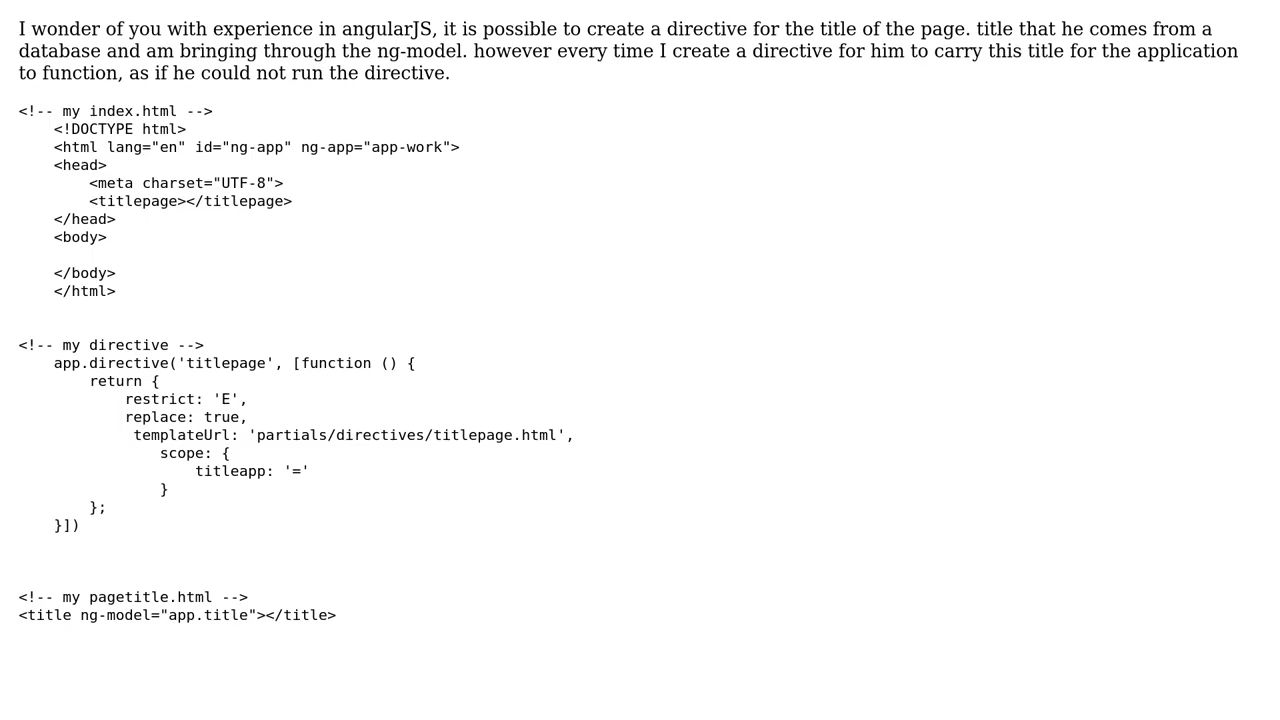 I wonder of you with experience in angularJS, it is possible to create a directive for the title of the page. title that he comes from a
database and am bringing through the ng-model. however every time I create a directive for him to carry this title for the application
to function, as if he could not run the directive.
<!-- my index.html -->
    <!DOCTYPE html>
    <html lang="en" id="ng-app" ng-app="app-work">
    <head>
        <meta charset="UTF-8">
        <titlepage></titlepage>
    </head>
    <body>

    </body>
    </html>


<!-- my directive -->
    app.directive('titlepage', [function () {
        return {
            restrict: 'E',
            replace: true,
             templateUrl: 'partials/directives/titlepage.html',
                scope: {
                    titleapp: '='
                }
        };
    }])



<!-- my pagetitle.html -->
<title ng-model="app.title"></title>